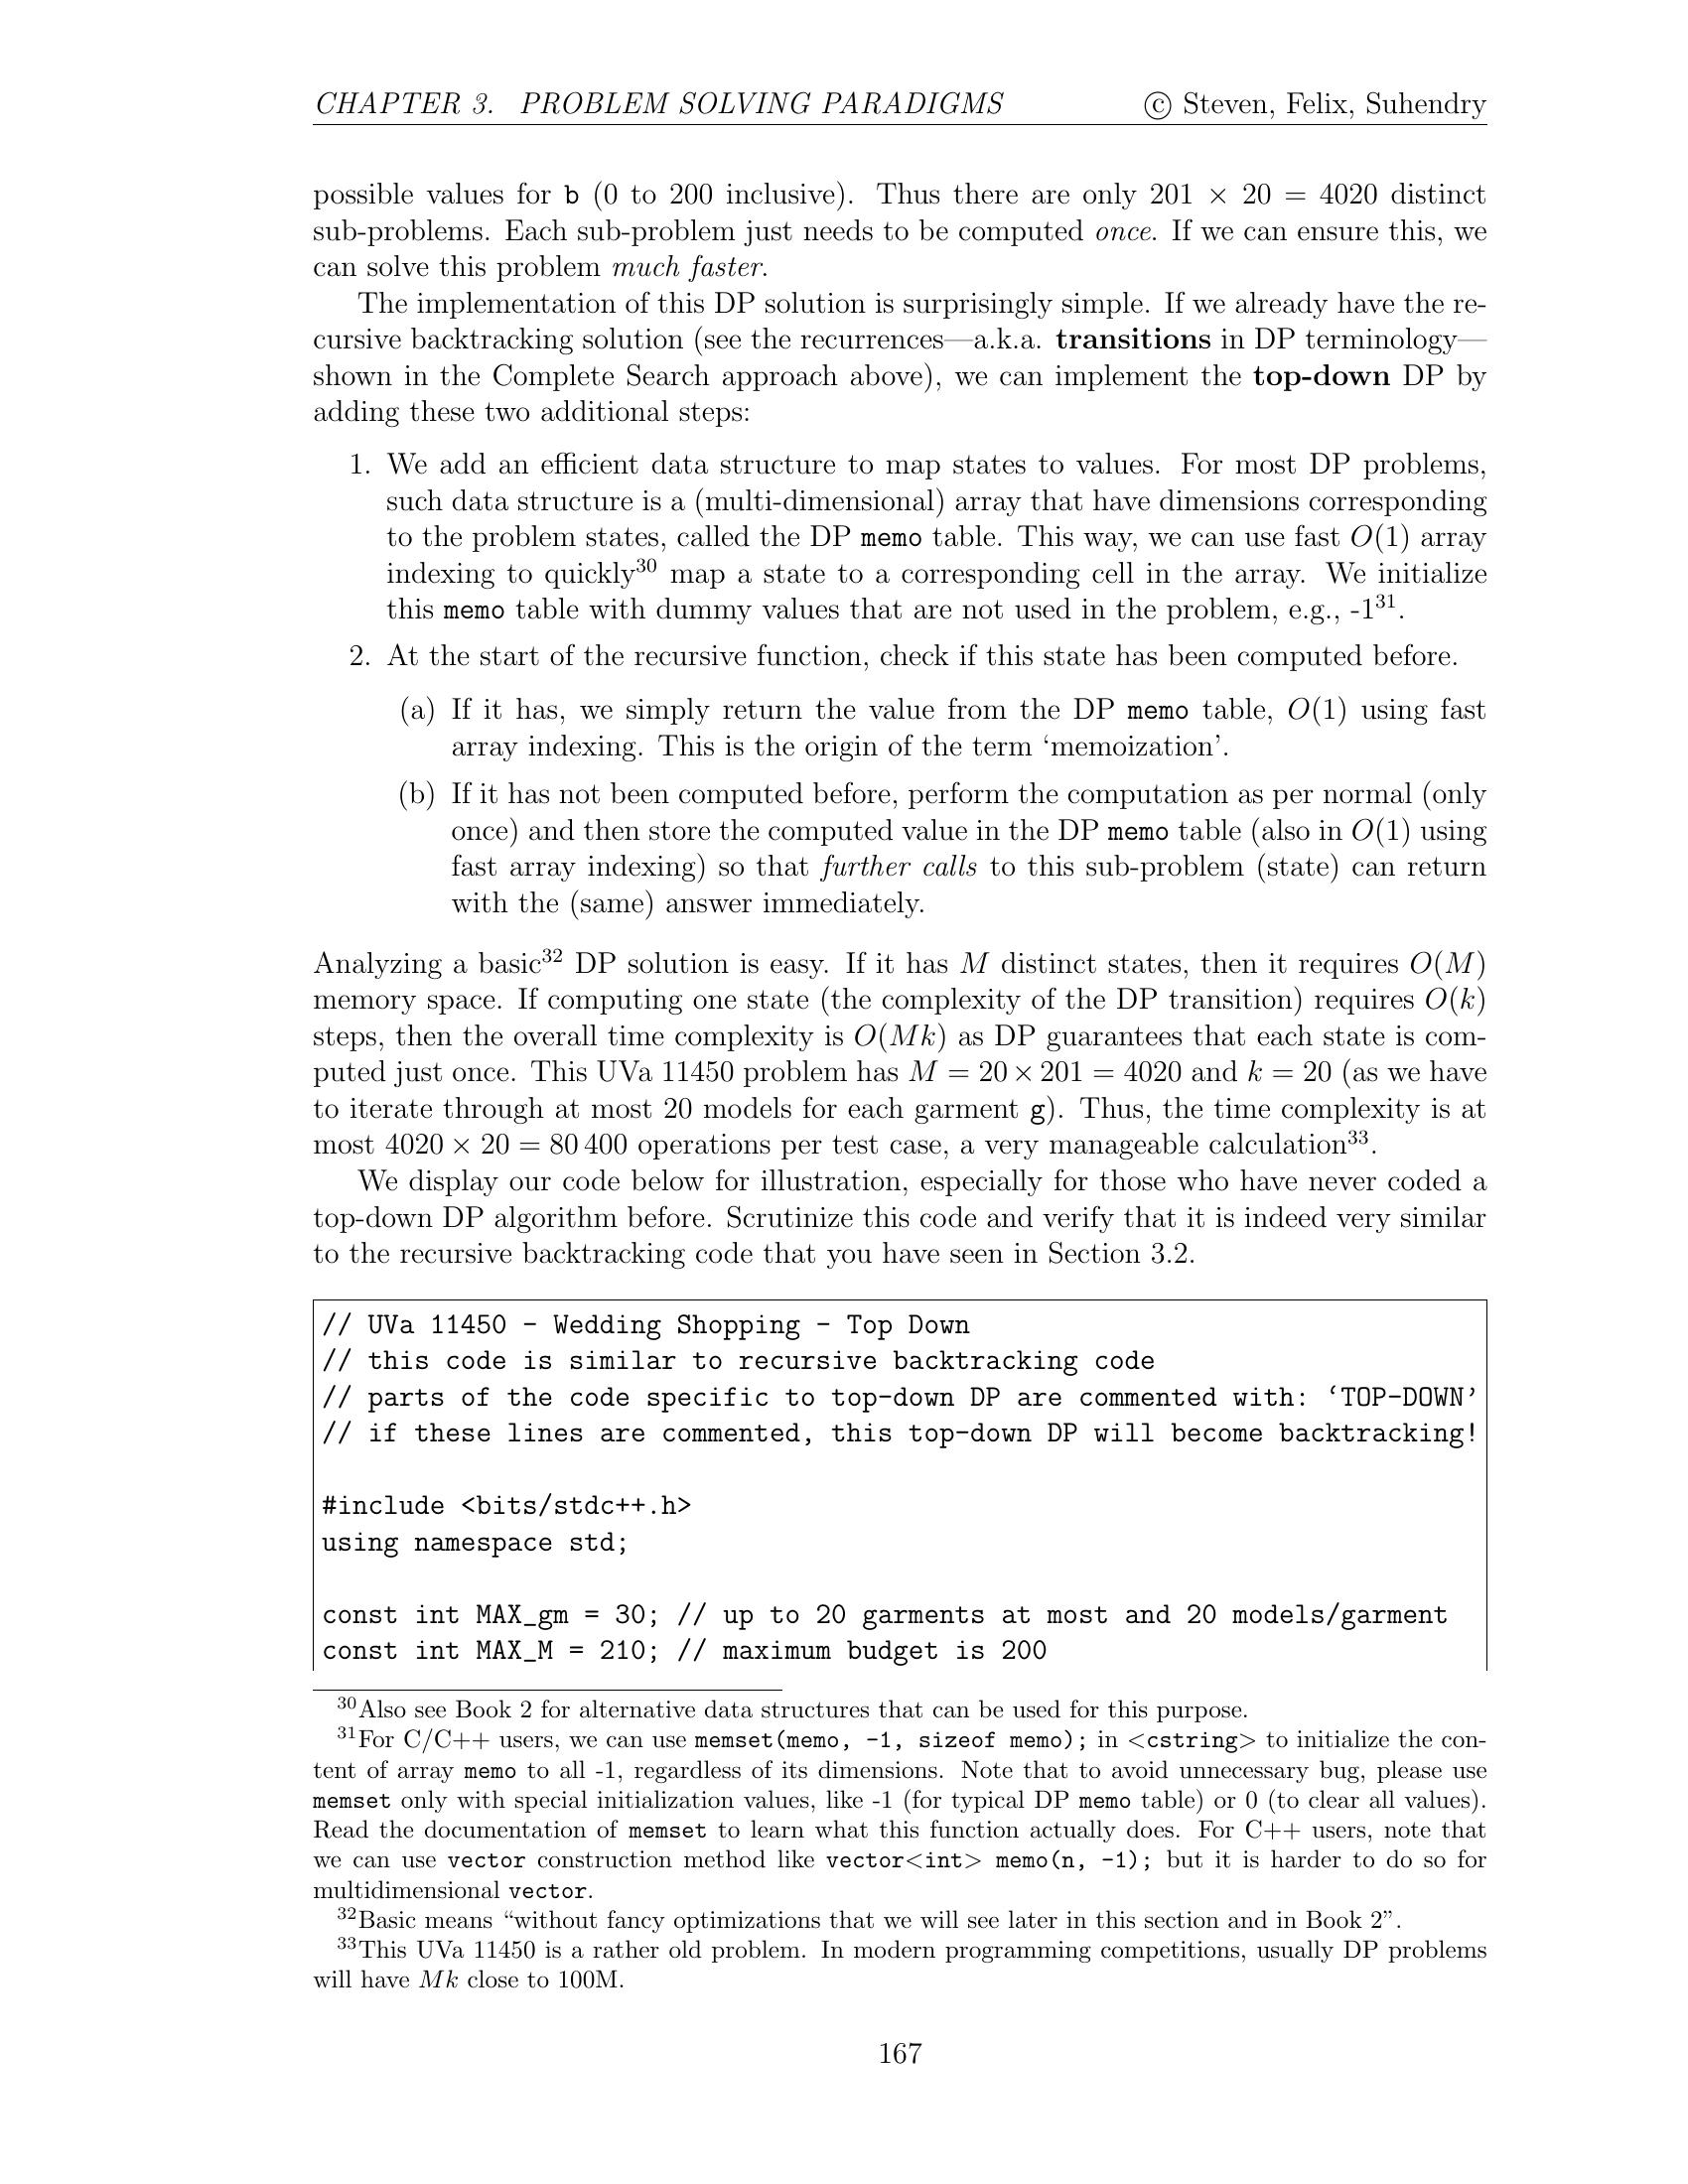 CHAPTER 3. PROBLEM SOLVING PARADIGMS © Steven, Felix, Suhendry
possible values for b (0 to 200 inclusive). Thus there are only 201 × 20 = 4020 distinct
sub-problems. Each sub-problem just needs to be computed once. If we can ensure this, we
can solve this problem much faster.
The implementation of this DP solution is surprisingly simple. If we already have the re-
cursive backtracking solution (see the recurrences—a.k.a. transitions in DP terminology—
shown in the Complete Search approach above), we can implement the top-down DP by
adding these two additional steps:
1. We add an efficient data structure to map states to values. For most DP problems,
such data structure is a (multi-dimensional) array that have dimensions corresponding
to the problem states, called the DP memo table. This way, we can use fast O(1) array
indexing to quickly³⁰ map a state to a corresponding cell in the array. We initialize
this memo table with dummy values that are not used in the problem, e.g., -1³¹.
2. At the start of the recursive function, check if this state has been computed before.
(a) If it has, we simply return the value from the DP memo table, O(1) using fast
array indexing. This is the origin of the term ‘memoization’.
(b) If it has not been computed before, perform the computation as per normal (only
once) and then store the computed value in the DP memo table (also in O(1) using
fast array indexing) so that further calls to this sub-problem (state) can return
with the (same) answer immediately.
Analyzing a basic³² DP solution is easy. If it has M distinct states, then it requires O(M)
memory space. If computing one state (the complexity of the DP transition) requires O(k)
steps, then the overall time complexity is O(Mk) as DP guarantees that each state is com-
puted just once. This UVa 11450 problem has M = 20 × 201 = 4020 and k = 20 (as we have
to iterate through at most 20 models for each garment g). Thus, the time complexity is at
most 4020 × 20 = 80 400 operations per test case, a very manageable calculation³³.
We display our code below for illustration, especially for those who have never coded a
top-down DP algorithm before. Scrutinize this code and verify that it is indeed very similar
to the recursive backtracking code that you have seen in Section 3.2.
// UVa 11450 - Wedding Shopping - Top Down
// this code is similar to recursive backtracking code
// parts of the code specific to top-down DP are commented with: ‘TOP-DOWN’
// if these lines are commented, this top-down DP will become backtracking!
#include <bits/stdc++.h>
using namespace std;
const int MAX_gm = 30; // up to 20 garments at most and 20 models/garment
const int MAX_M = 210; // maximum budget is 200
³⁰Also see Book 2 for alternative data structures that can be used for this purpose.
³¹For C/C++ users, we can use memset(memo, -1, sizeof memo); in <cstring> to initialize the con-
tent of array memo to all -1, regardless of its dimensions. Note that to avoid unnecessary bug, please use
memset only with special initialization values, like -1 (for typical DP memo table) or 0 (to clear all values).
Read the documentation of memset to learn what this function actually does. For C++ users, note that
we can use vector construction method like vector<int> memo(n, -1); but it is harder to do so for
multidimensional vector.
³²Basic means “without fancy optimizations that we will see later in this section and in Book 2”.
³³This UVa 11450 is a rather old problem. In modern programming competitions, usually DP problems
will have Mk close to 100M.
167